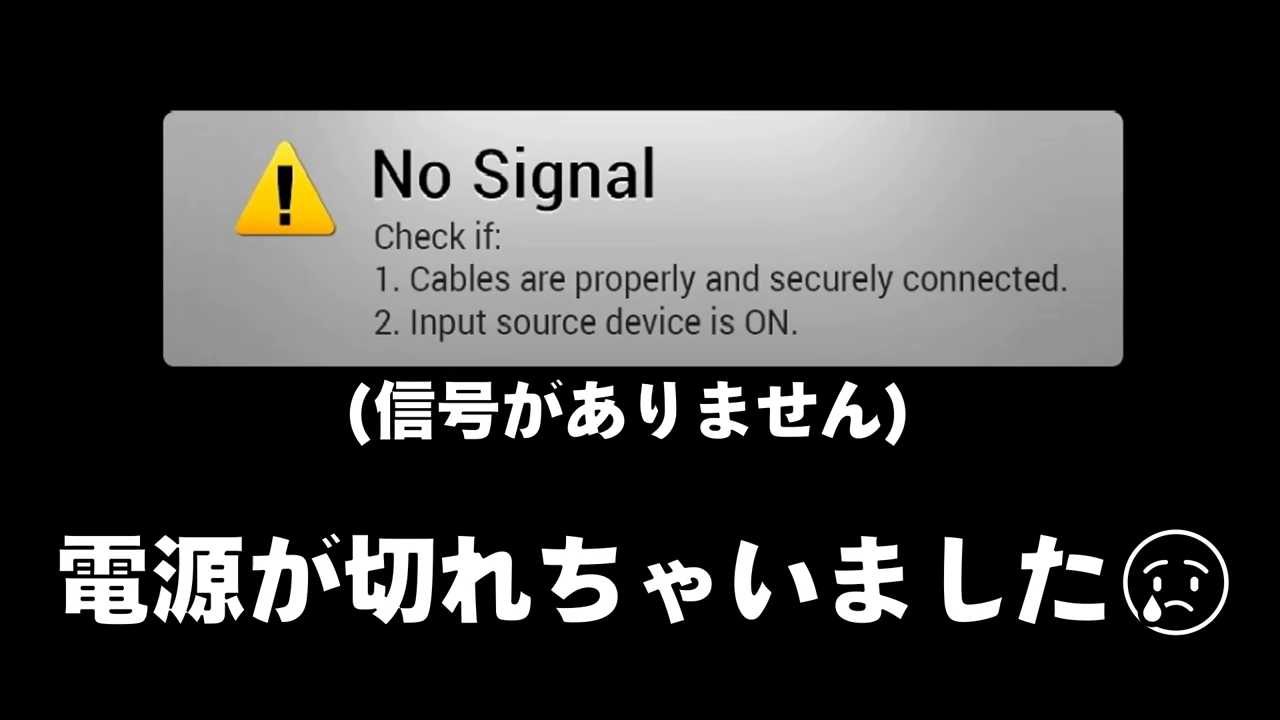 No Signal
Check if:
1. Cables are properly and securely connected.
2. Input source device is ON.
(信号がありません)
電源が切れちゃいました😢